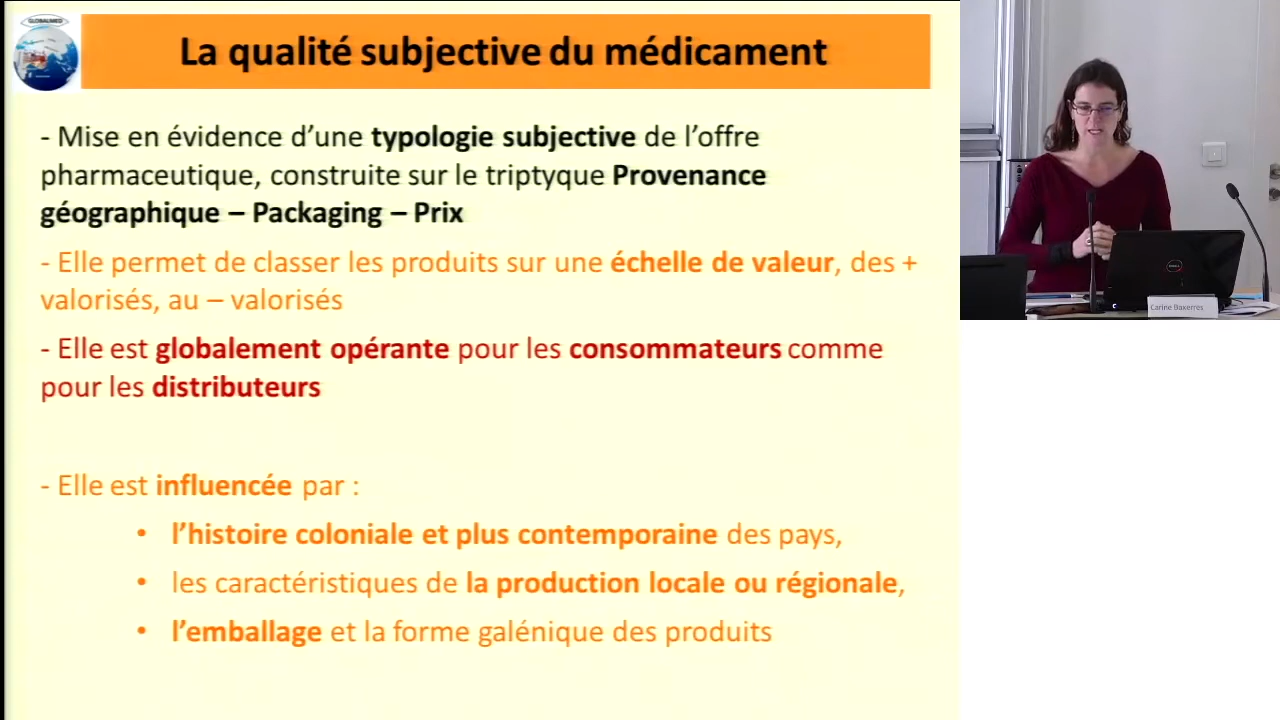 GLOBALMED
La qualité subjective du médicament
- Mise en évidence d’une typologie subjective de l’offre
pharmaceutique, construite sur le triptyque Provenance
géographique – Packaging – Prix
- Elle permet de classer les produits sur une échelle de valeur, des +
valorisés, au – valorisés
- Elle est globalement opérante pour les consommateurs comme
pour les distributeurs
- Elle est influencée par :
• l’histoire coloniale et plus contemporaine des pays,
• les caractéristiques de la production locale ou régionale,
• l’emballage et la forme galénique des produits
DELL
Carine Baxerres